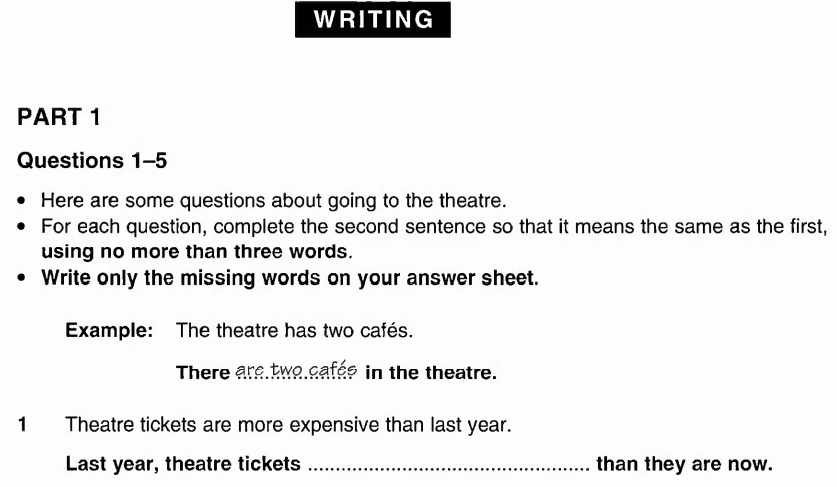 WRITING
PART 1
Questions 1–5
• Here are some questions about going to the theatre.
• For each question, complete the second sentence so that it means the same as the first,
using no more than three words.
• Write only the missing words on your answer sheet.
Example: The theatre has two cafés.
There are two cafés in the theatre.
1 Theatre tickets are more expensive than last year.
Last year, theatre tickets .................................................. than they are now.